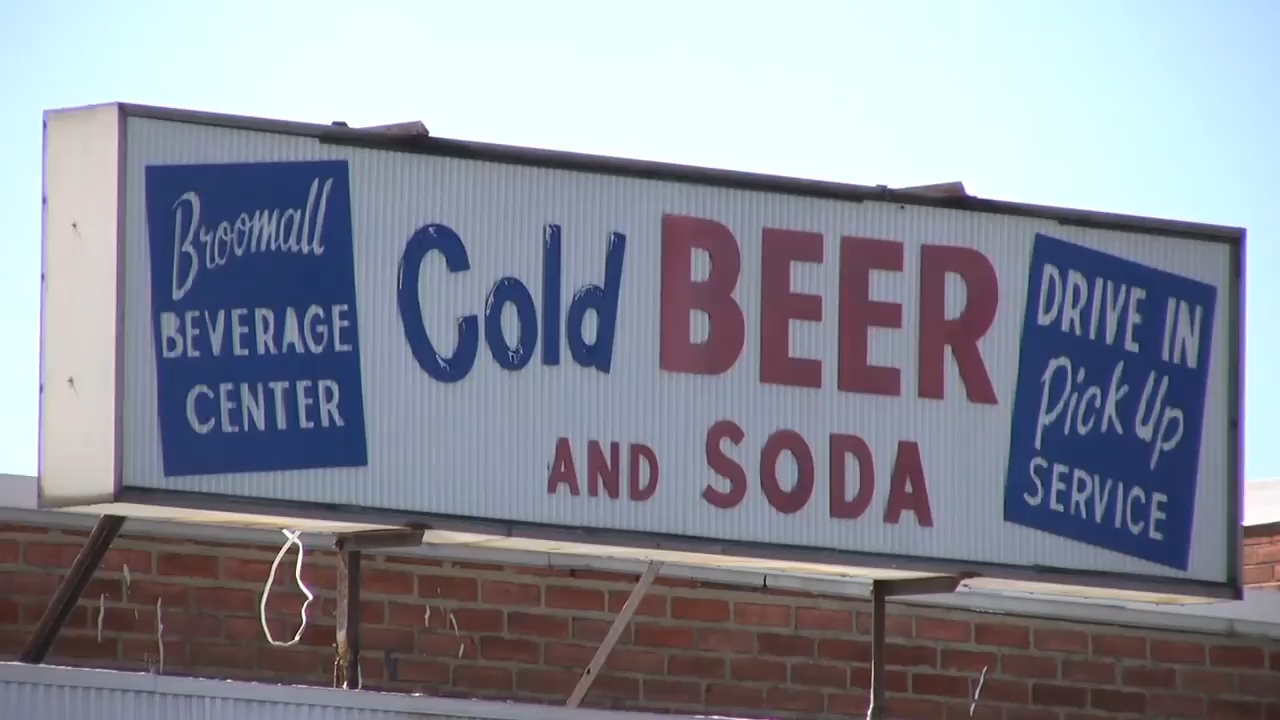 Broomall
BEVERAGE
CENTER
Cold BEER
AND SODA
DRIVE IN
Pick Up
SERVICE